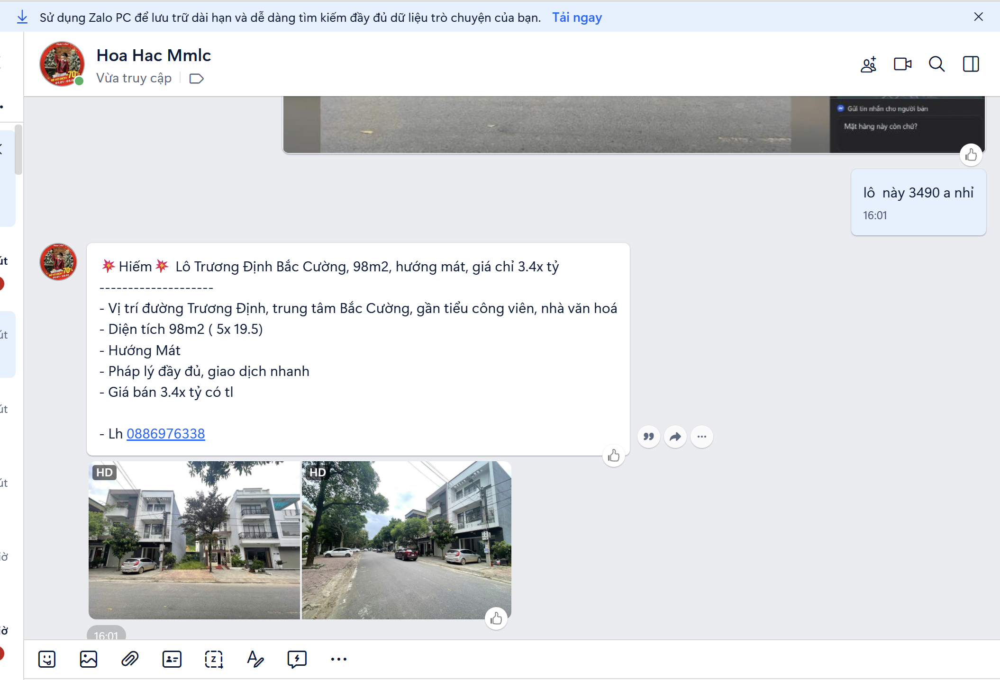 Sử dụng Zalo PC để lưu trữ dài hạn và dễ dàng tìm kiếm đầy đủ dữ liệu trò chuyện của bạn. Tải ngay
Hoa Hac Mmlc
Vừa truy cập
Gửi tin nhắn cho người bán
Mặt hàng này còn chứ?
lô  này 3490 a nhỉ
16:01
💥 Hiếm 💥  Lô Trương Định Bắc Cường, 98m2, hướng mát, giá chỉ 3.4x tỷ
--------------------
- Vị trí đường Trương Định, trung tâm Bắc Cường, gần tiểu công viên, nhà văn hoá
- Diện tích 98m2 ( 5x 19.5)
- Hướng Mát
- Pháp lý đầy đủ, giao dịch nhanh
- Giá bán 3.4x tỷ có tl
- Lh 0886976338
HD
HD
16:01